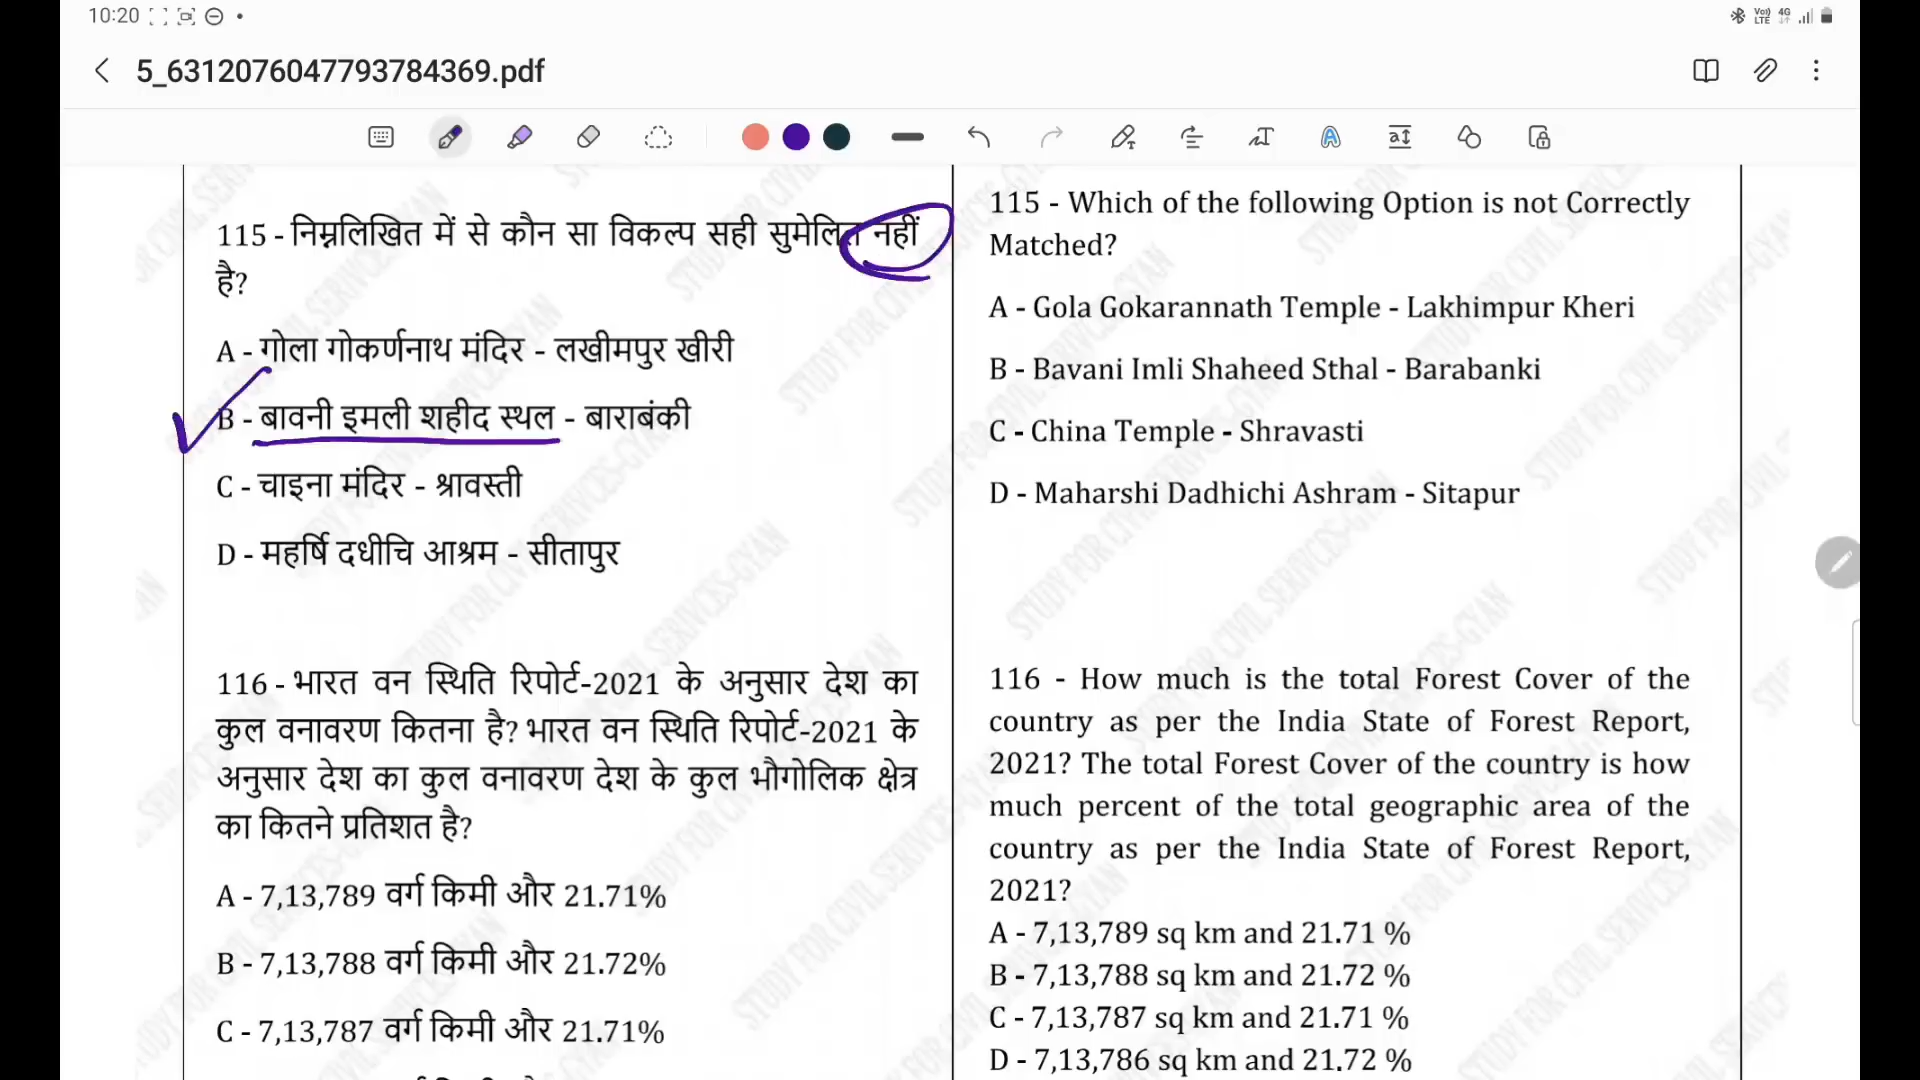 10:20
Vo) LTE 4G
5_6312076047793784369.pdf
115 - निम्नलिखित में से कौन सा विकल्प सही सुमेलित नहीं
है?
A - गोला गोकर्णनाथ मंदिर - लखीमपुर खीरी
B - बावनी इमली शहीद स्थल - बाराबंकी
C - चाइना मंदिर - श्रावस्ती
D - महर्षि दधीचि आश्रम - सीतापुर
116 - भारत वन स्थिति रिपोर्ट-2021 के अनुसार देश का
कुल वनावरण कितना है? भारत वन स्थिति रिपोर्ट-2021 के
अनुसार देश का कुल वनावरण देश के कुल भौगोलिक क्षेत्र
का कितने प्रतिशत है?
A - 7,13,789 वर्ग किमी और 21.71%
B - 7,13,788 वर्ग किमी और 21.72%
C - 7,13,787 वर्ग किमी और 21.71%
115 - Which of the following Option is not Correctly
Matched?
A - Gola Gokarannath Temple - Lakhimpur Kheri
B - Bavani Imli Shaheed Sthal - Barabanki
C - China Temple - Shravasti
D - Maharshi Dadhichi Ashram - Sitapur
116 - How much is the total Forest Cover of the
country as per the India State of Forest Report,
2021? The total Forest Cover of the country is how
much percent of the total geographic area of the
country as per the India State of Forest Report,
2021?
A - 7,13,789 sq km and 21.71 %
B - 7,13,788 sq km and 21.72 %
C - 7,13,787 sq km and 21.71 %
D - 7,13,786 sq km and 21.72 %
STUDY FOR CIVIL SERIVCES-GYAN